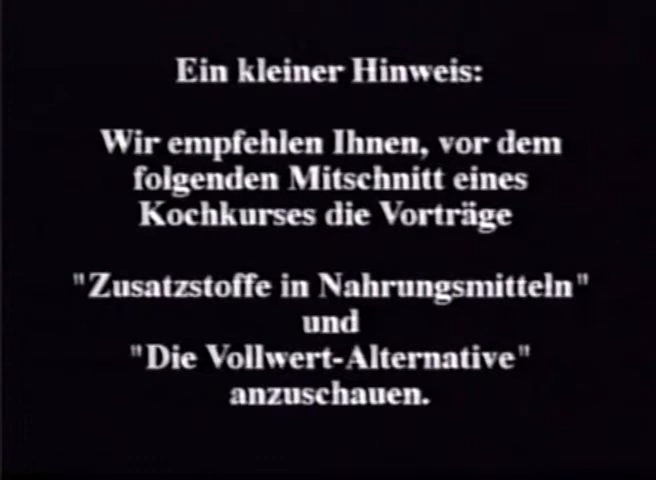 Ein kleiner Hinweis:
Wir empfehlen Ihnen, vor dem
folgenden Mitschnitt eines
Kochkurses die Vorträge
"Zusatzstoffe in Nahrungsmitteln"
und
"Die Vollwert-Alternative"
anzuschauen.